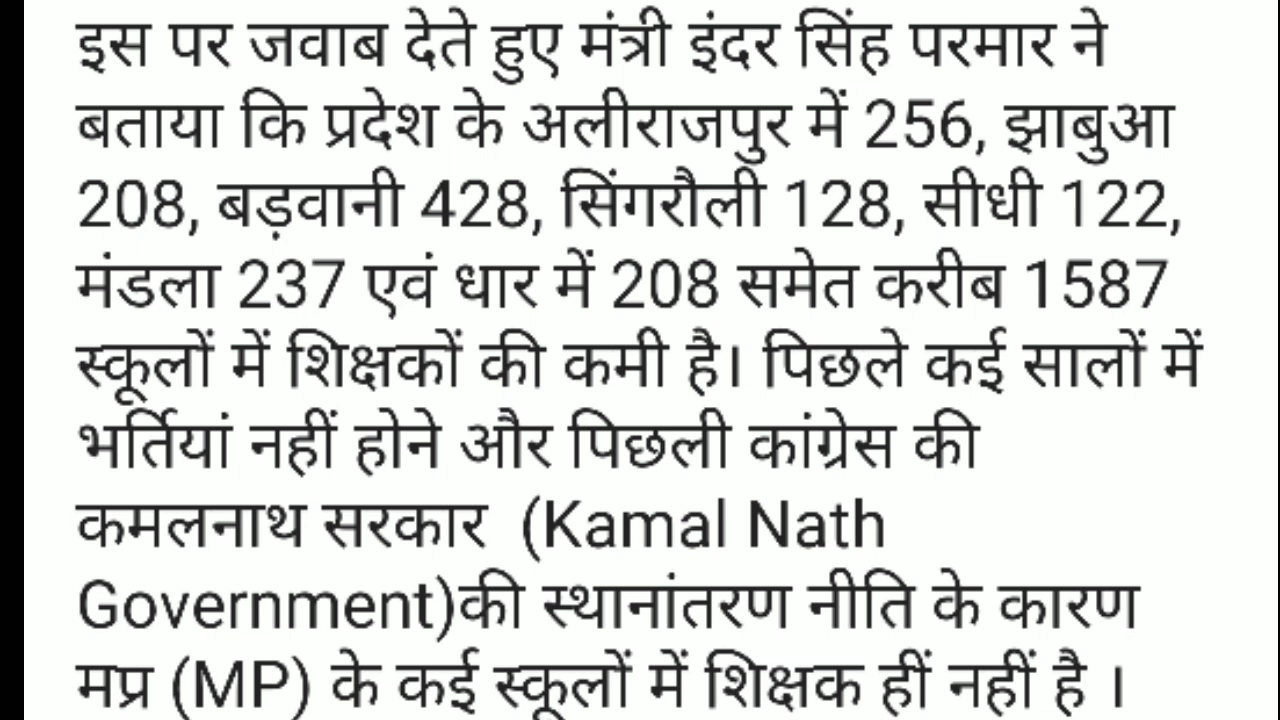 इस पर जवाब देते हुए मंत्री इंदर सिंह परमार ने
बताया कि प्रदेश के अलीराजपुर में 256, झाबुआ
208, बड़वानी 428, सिंगरौली 128, सीधी 122,
मंडला 237 एवं धार में 208 समेत करीब 1587
स्कूलों में शिक्षकों की कमी है। पिछले कई सालों में
भर्तियां नहीं होने और पिछली कांग्रेस की
कमलनाथ सरकार (Kamal Nath
Government)की स्थानांतरण नीति के कारण
मप्र (MP) के कई स्कूलों में शिक्षक हीं नहीं है ।